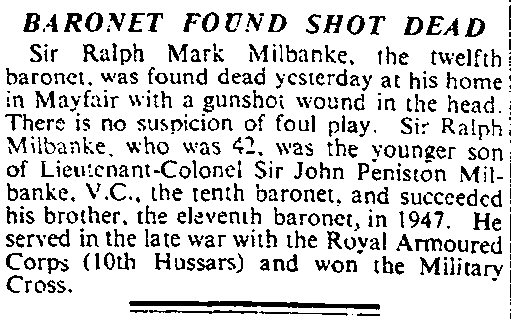 BARONET FOUND SHOT DEAD
Sir Ralph Mark Milbanke, the twelfth
baronet, was found dead yesterday at his home
in Mayfair with a gunshot wound in the head.
There is no suspicion of foul play. Sir Ralph
Milbanke, who was 42, was the younger son
of Lieutenant-Colonel Sir John Peniston Mil-
banke, V.C., the tenth baronet, and succeeded
his brother, the eleventh baronet, in 1947. He
served in the late war with the Royal Armoured
Corps (10th Hussars) and won the Military
Cross.